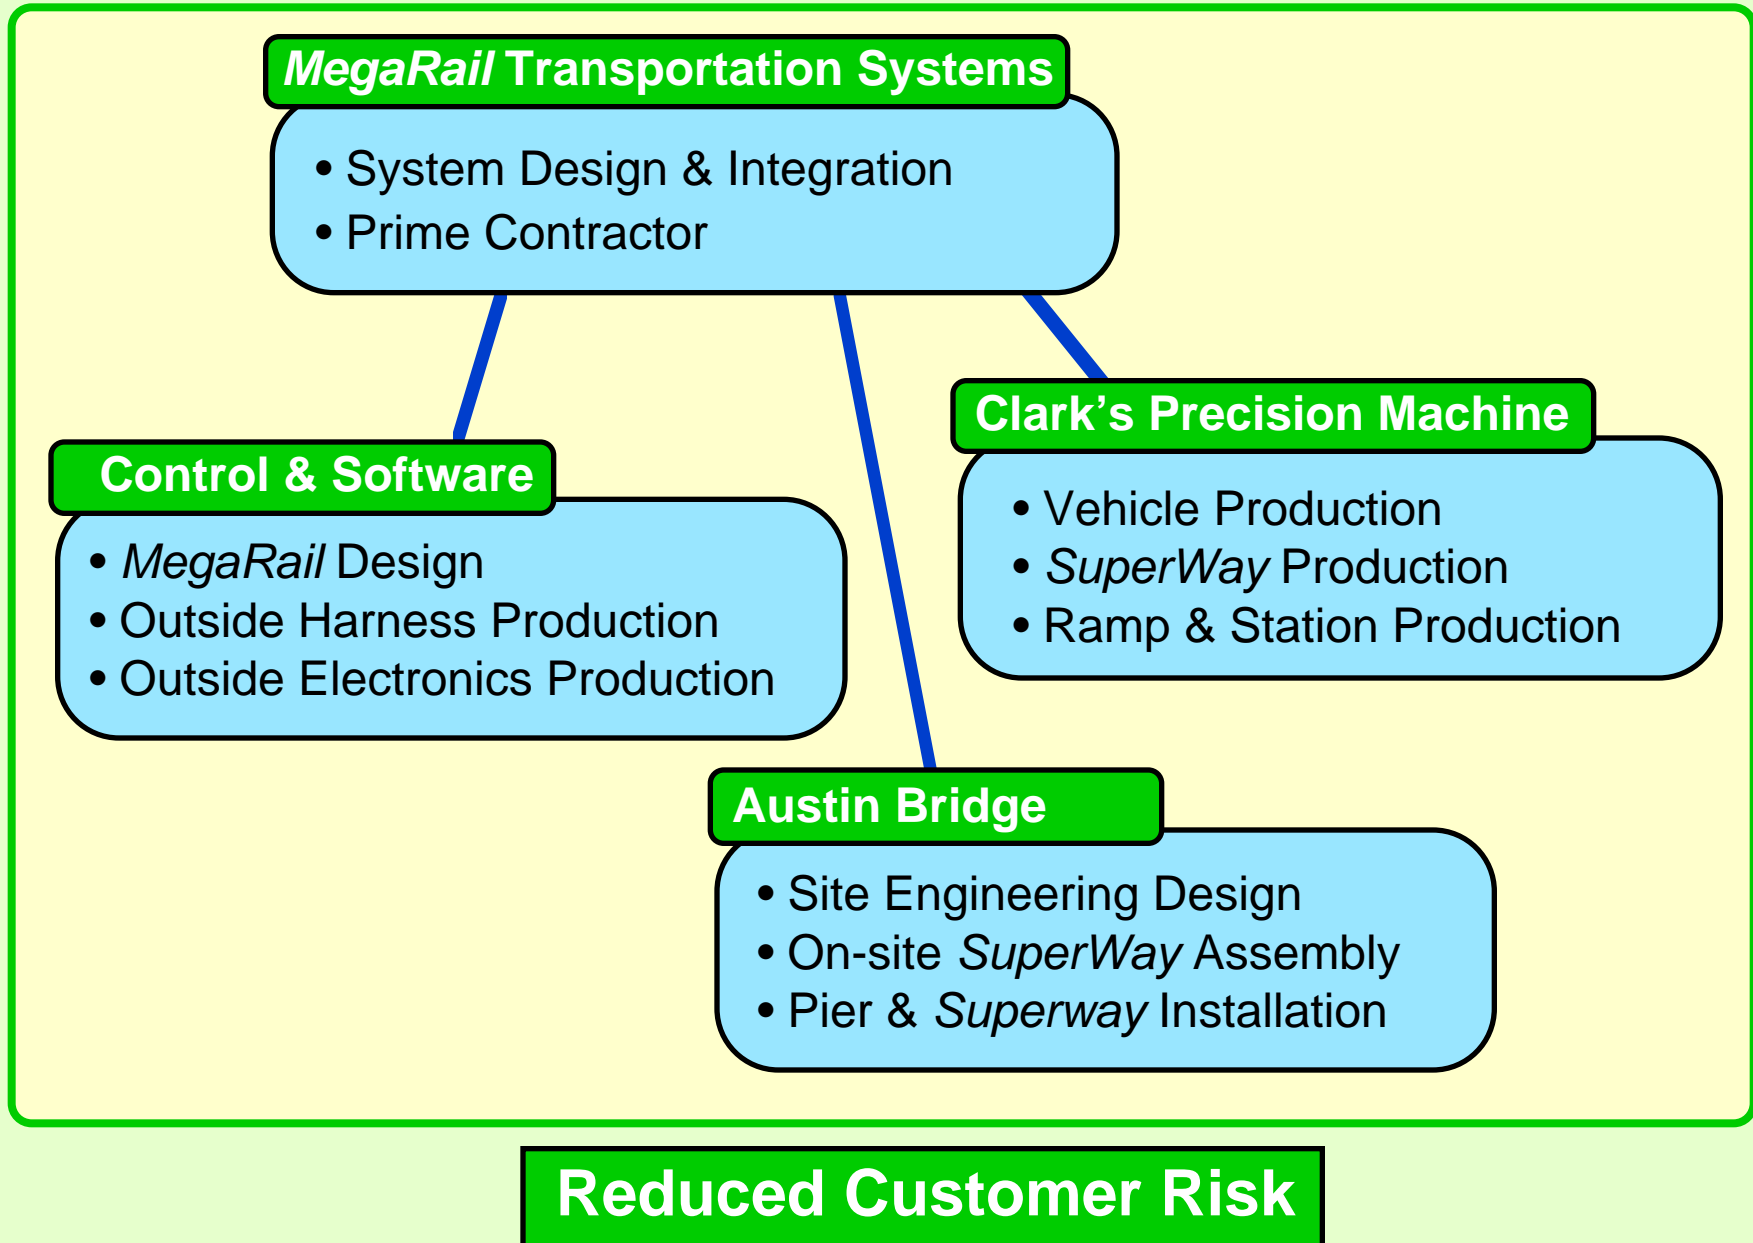 MegaRail Transportation Systems
• System Design & Integration
• Prime Contractor
Control & Software
• MegaRail Design
• Outside Harness Production
• Outside Electronics Production
Clark’s Precision Machine
• Vehicle Production
• SuperWay Production
• Ramp & Station Production
Austin Bridge
• Site Engineering Design
• On-site SuperWay Assembly
• Pier & Superway Installation
Reduced Customer Risk